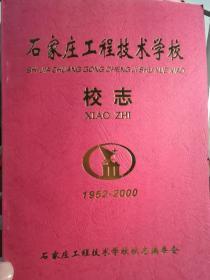 石家庄工程技术学校
SHI JIA ZHUANG GONG CHENG JI SHU XUE XIAO
校志
XIAO ZHI
1952-2000
石家庄工程技术学校校志编委会